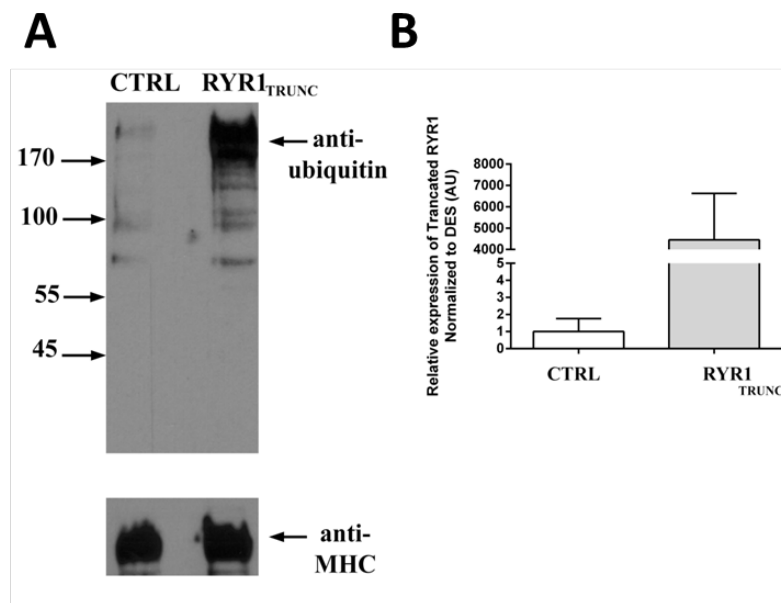 A
CTRL RYR1TRUNC
170
100
55
45
anti-
ubiquitin
anti-
MHC
B
Relative expression of Trancated RYR1
Normalized to DES (AU)
8000
7000
6000
5000
4000
5
4
3
2
1
0
CTRL
RYR1
TRUNC